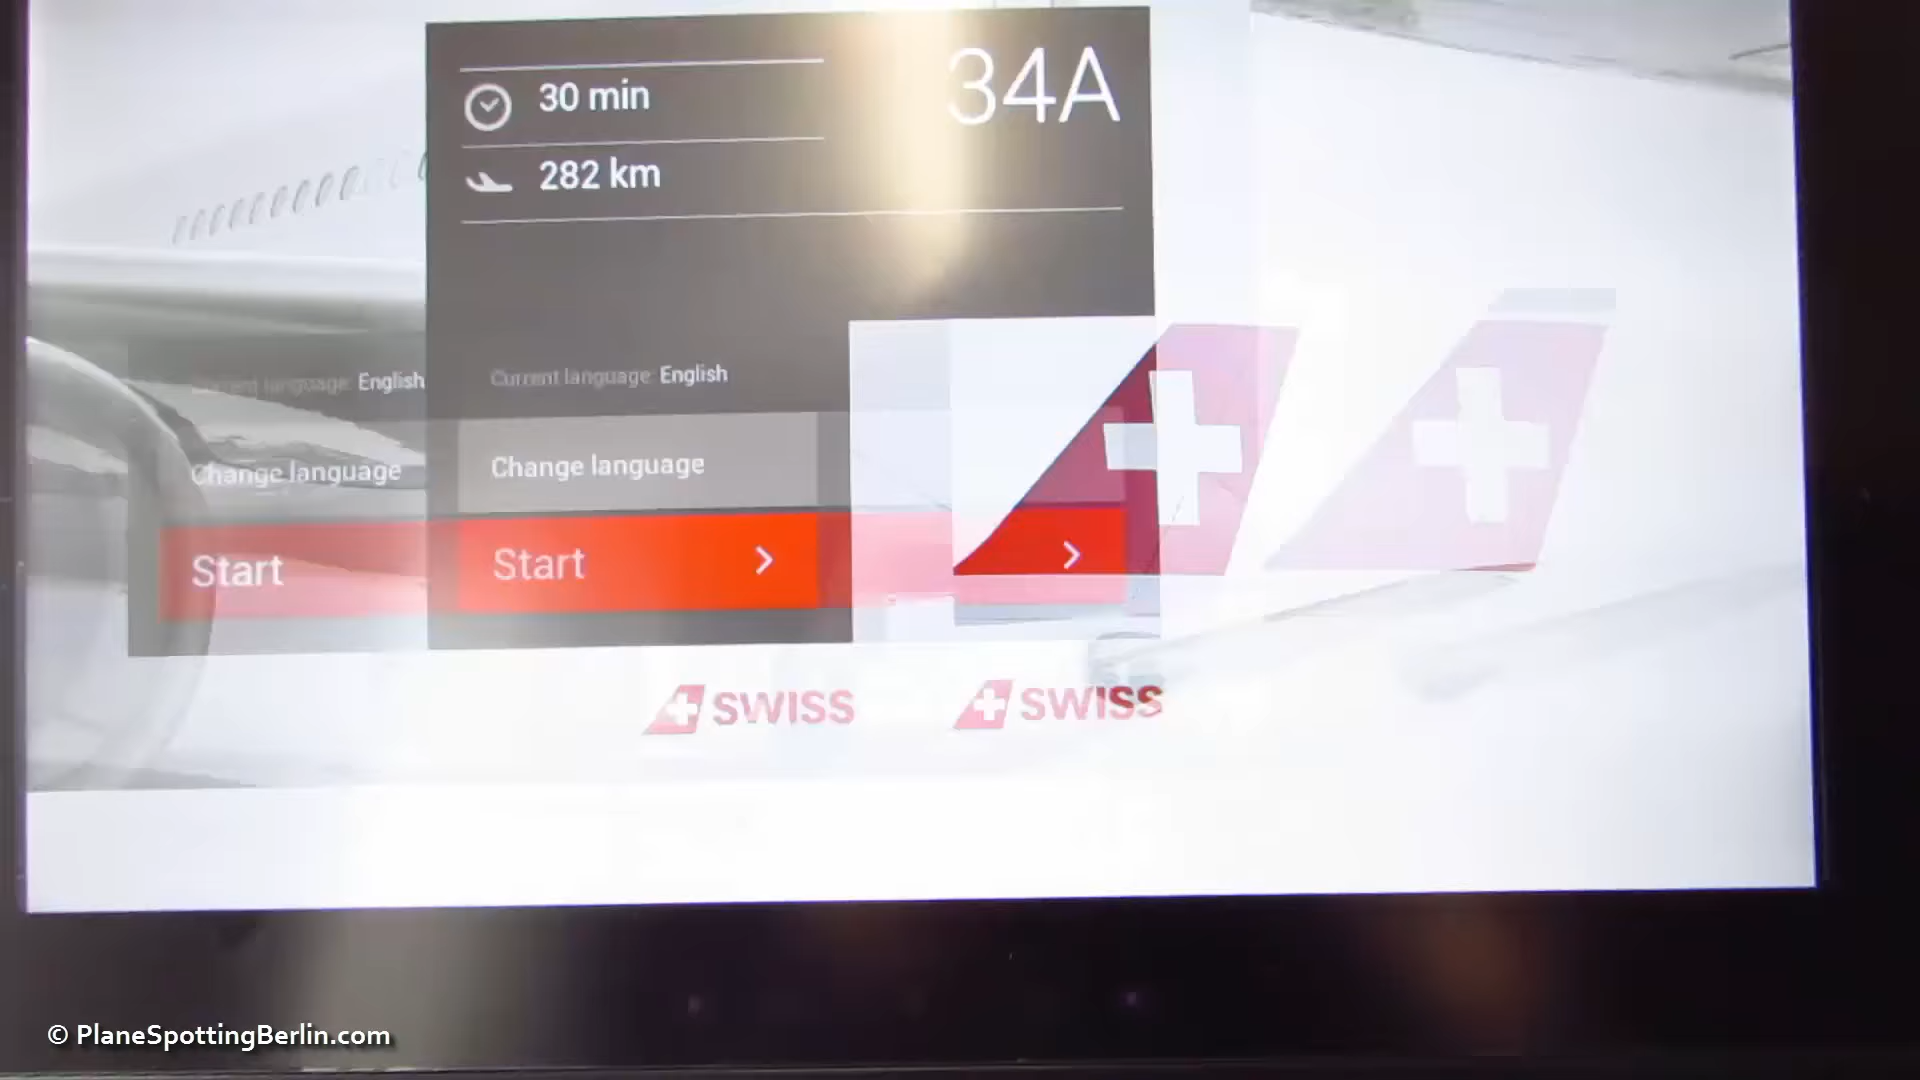 30 min
34A
282 km
Current language: English
Current language: English
Change language
Change language
Start
Start
SWISS
SWISS
© PlaneSpottingBerlin.com